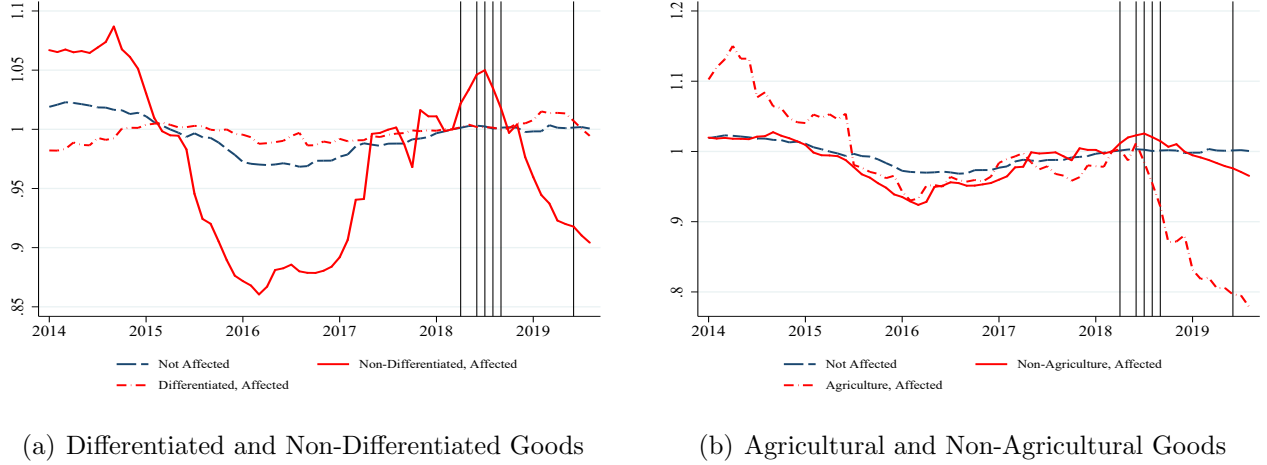 1.1
1.05
1
.95
.9
.85
2014 2015 2016 2017 2018 2019
Not Affected Non-Differentiated, Affected
Differentiated, Affected
(a) Differentiated and Non-Differentiated Goods
1.2
1.1
1
.9
.8
2014 2015 2016 2017 2018 2019
Not Affected Non-Agriculture, Affected
Agriculture, Affected
(b) Agricultural and Non-Agricultural Goods